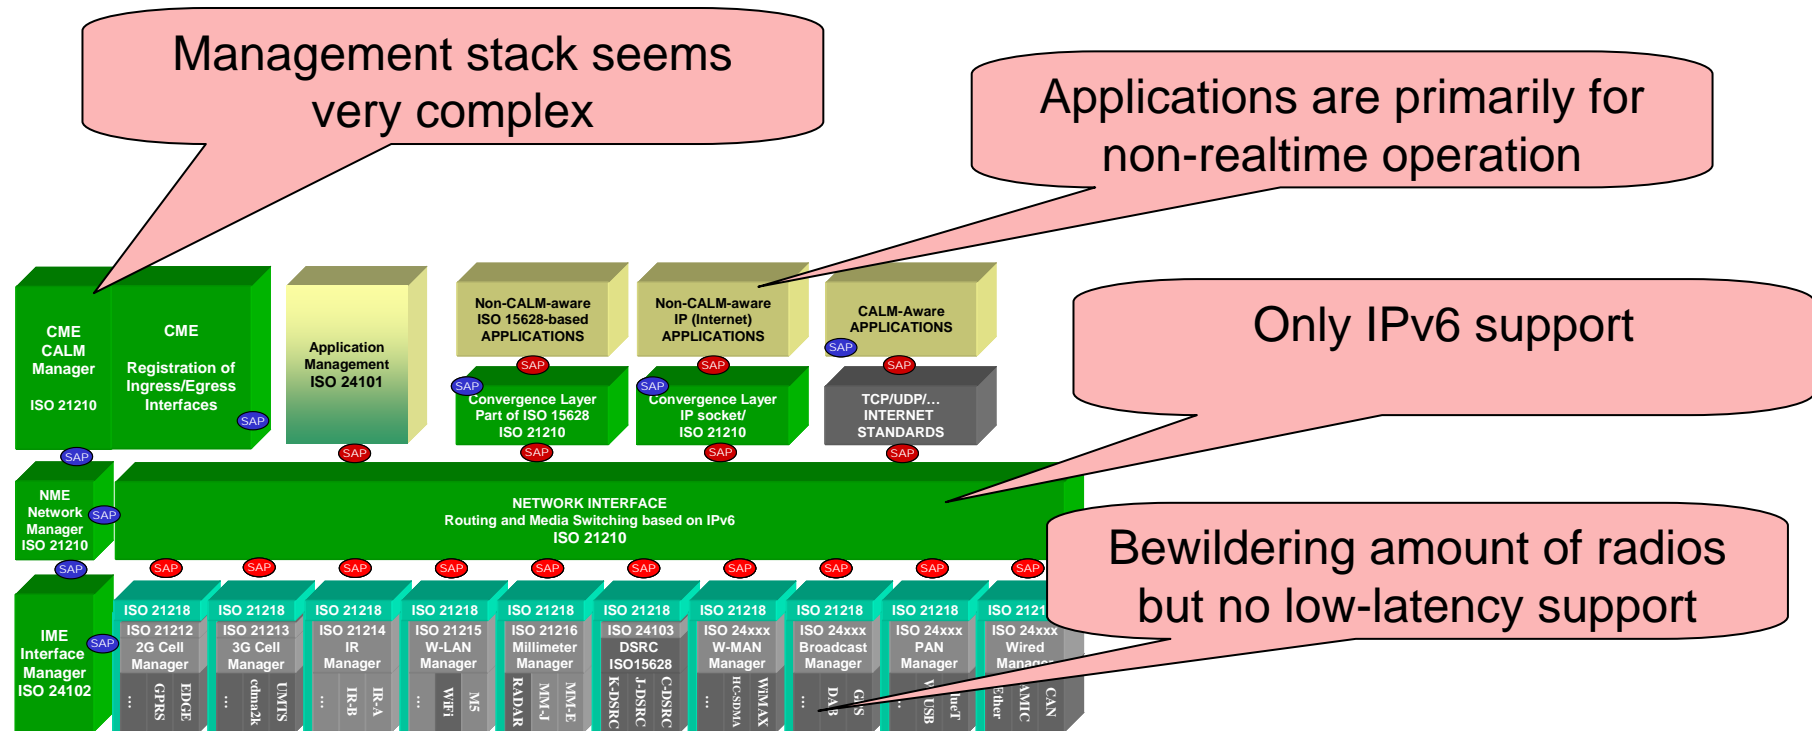 Management stack seems
very complex
Applications are primarily for
non-realtime operation
Only IPv6 support
Bewildering amount of radios
but no low-latency support
CME
CALM
Manager
ISO 21210
CME
Registration of
Ingress/Egress
Interfaces
SAP
Application
Management
ISO 24101
Non-CALM-aware
ISO 15628-based
APPLICATIONS
Non-CALM-aware
IP (Internet)
APPLICATIONS
CALM-Aware
APPLICATIONS
SAP
SAP
SAP
SAP
SAP
Convergence Layer
Part of ISO 15628
ISO 21210
SAP
Convergence Layer
IP socket/
ISO 21210
TCP/UDP/...
INTERNET
STANDARDS
SAP
SAP
SAP
SAP
SAP
NME
Network
Manager
ISO 21210
SAP
NETWORK INTERFACE
Routing and Media Switching based on IPv6
ISO 21210
SAP
SAP
SAP
SAP
SAP
SAP
SAP
SAP
SAP
SAP
SAP
IME
Interface
Manager
ISO 24102
SAP
ISO 21218
ISO 21212
2G Cell
Manager
...
GPRS
EDGE
ISO 21218
ISO 21213
3G Cell
Manager
...
cdma2k
UMTS
ISO 21218
ISO 21214
IR
Manager
...
IR-B
IR-A
ISO 21218
ISO 21215
W-LAN
Manager
...
WiFi
M5
ISO 21218
ISO 21216
Millimeter
Manager
RADAR
MM-J
MM-E
ISO 21218
ISO 24103
DSRC
ISO15628
K-DSRC
J-DSRC
C-DSRC
ISO 21218
ISO 24xxx
W-MAN
Manager
...
HC-SDMA
WiMAX
ISO 21218
ISO 24xxx
Broadcast
Manager
...
DAB
ISO 21218
ISO 24xxx
PAN
Manager
...
ISO 24xxx
Wired
Ether
AMIC
CAN